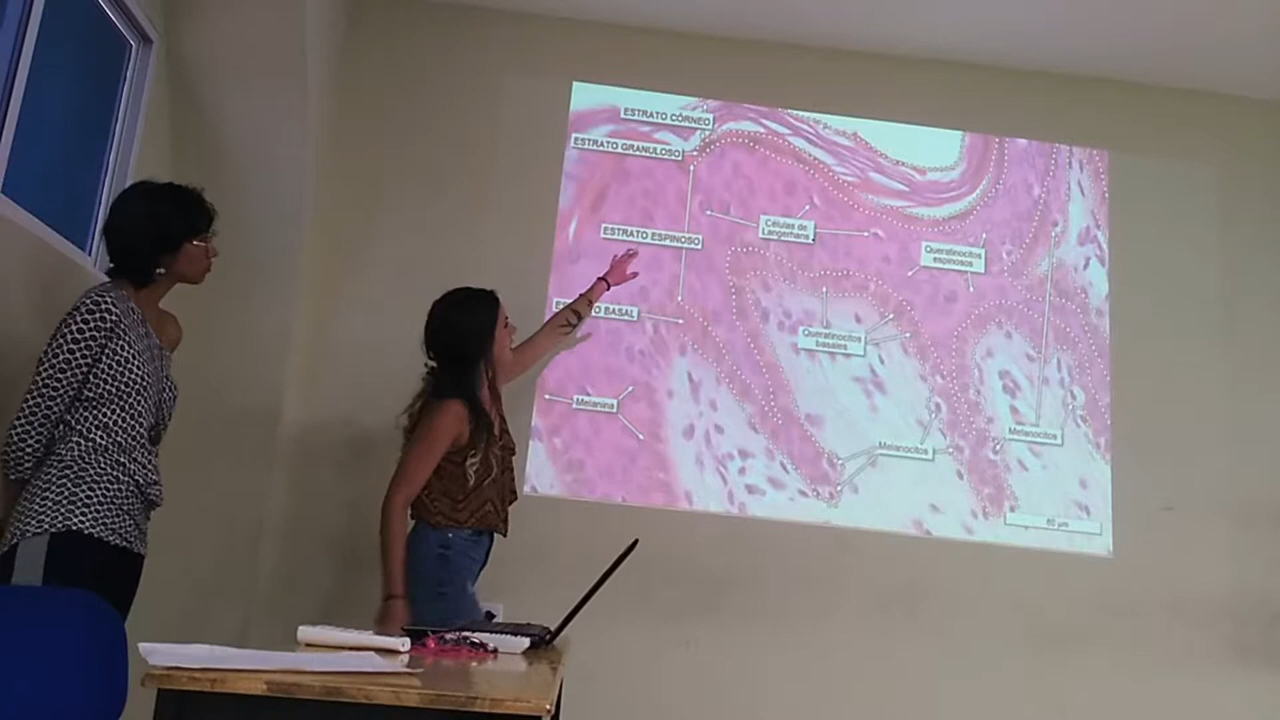 ESTRATO CÓRNEO
ESTRATO GRANULOSO
Células de
Langerhans
ESTRATO ESPINOSO
Queratinocitos
espinosos
BASAL
Queratinocitos
basales
Melanina
Melanocitos
Melanocitos